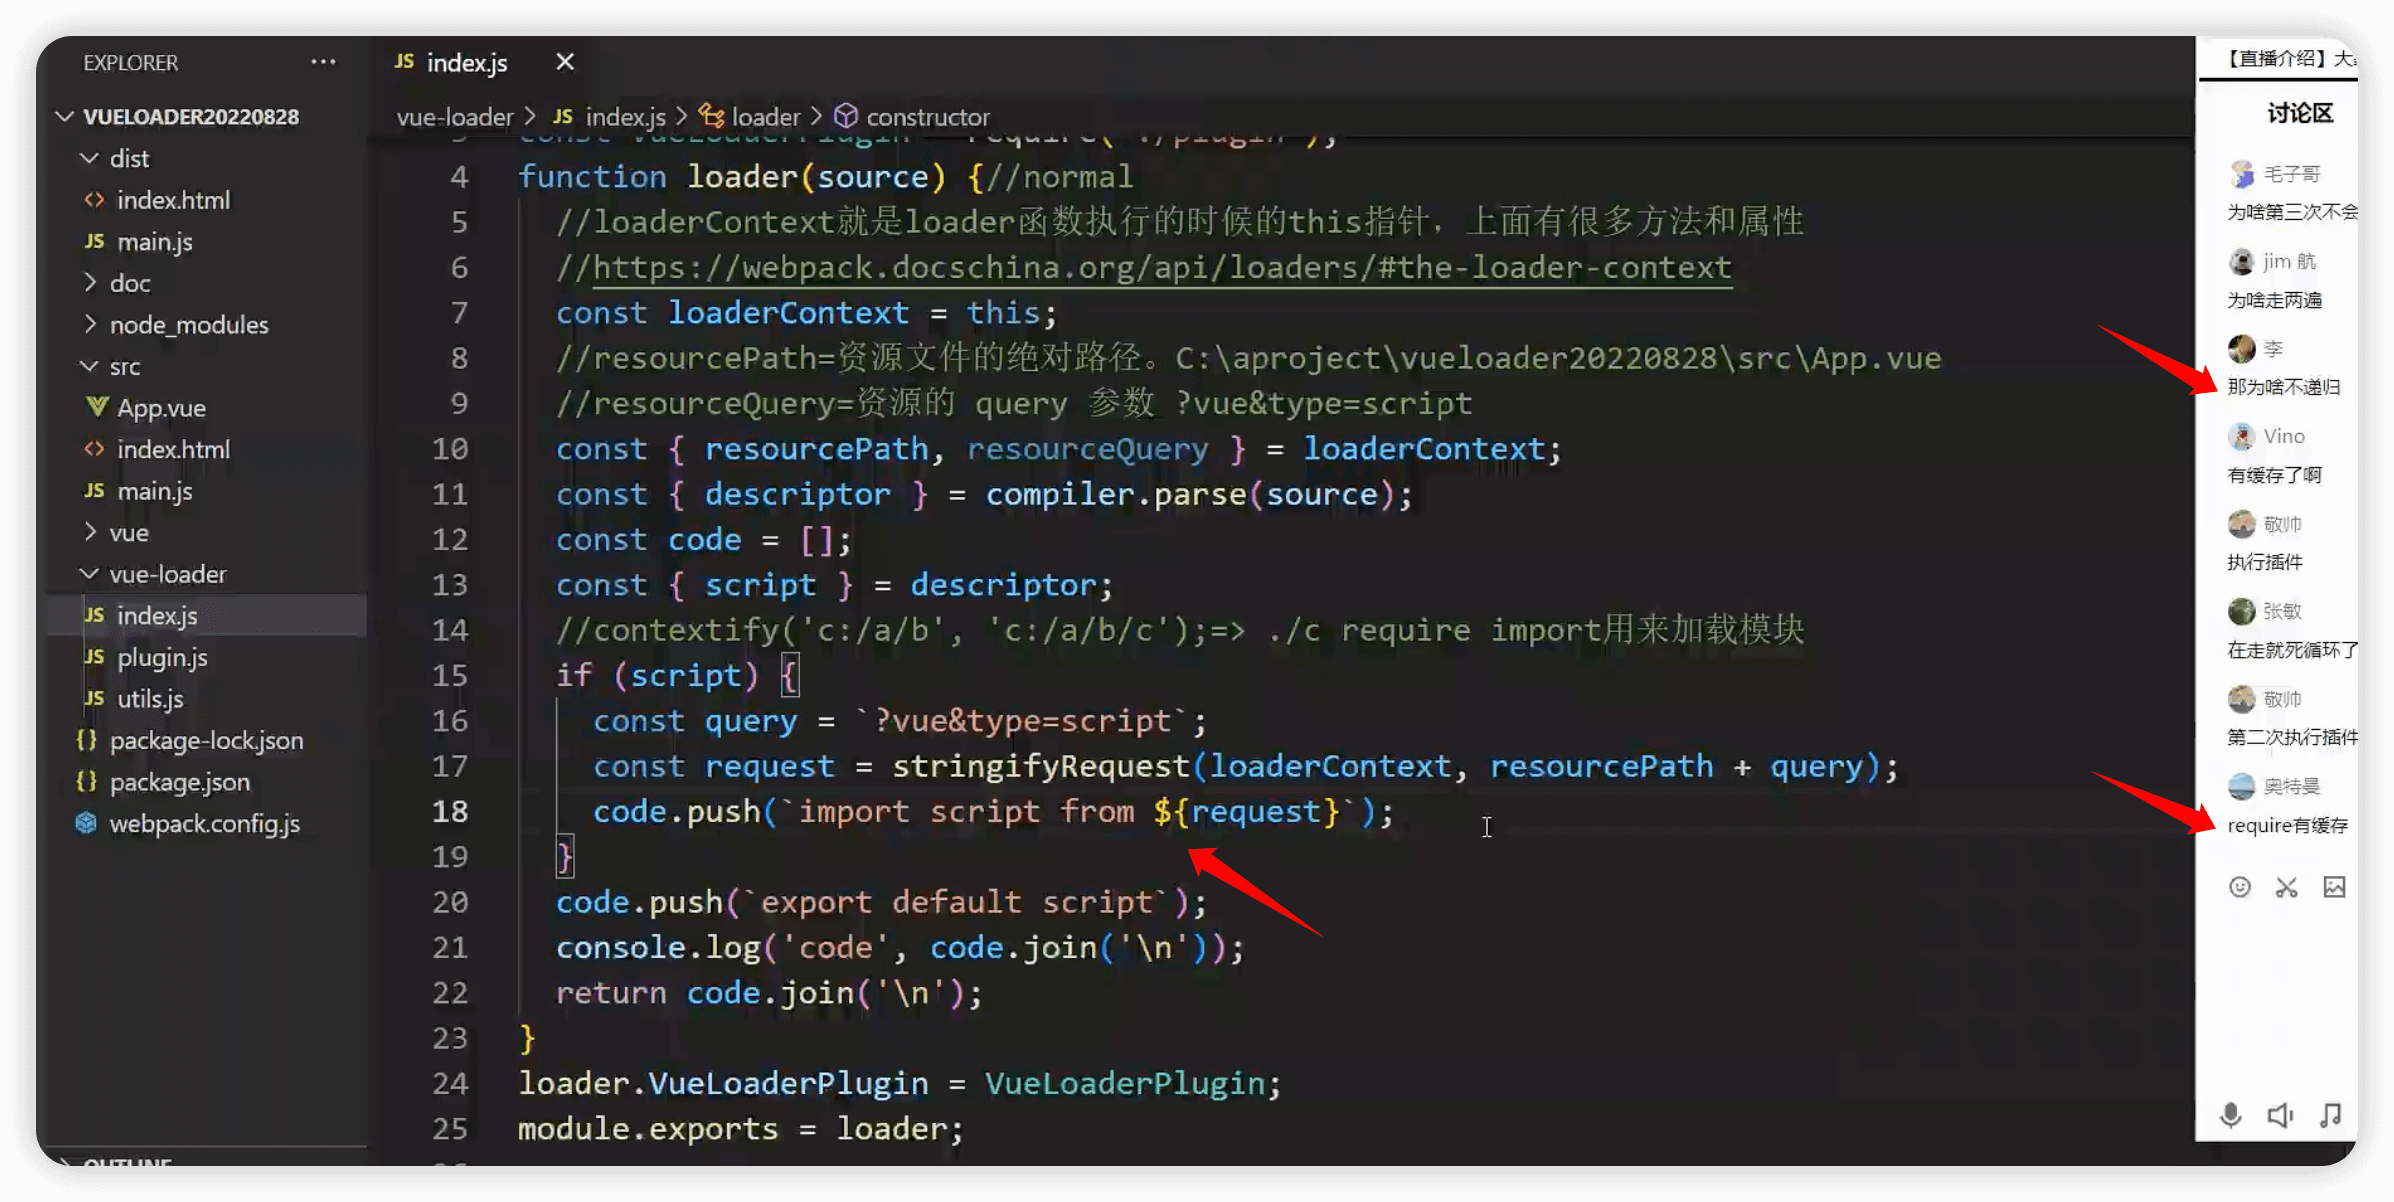 EXPLORER
VUELOADER20220828
dist
index.html
main.js
doc
node_modules
src
App.vue
index.html
main.js
vue
vue-loader
index.js
plugin.js
utils.js
package-lock.json
package.json
webpack.config.js
OUTLINE
JS index.js
vue-loader > JS index.js > loader > constructor
3 const VueLoaderPlugin = require('./plugin');
4 function loader(source) {//normal
5 //loaderContext就是loader函数执行的时候的this指针，上面有很多方法和属性
6 //https://webpack.docschina.org/api/loaders/#the-loader-context
7 const loaderContext = this;
8 //resourcePath=资源文件的绝对路径。C:\aproject\vueloader20220828\src\App.vue
9 //resourceQuery=资源的 query 参数 ?vue&type=script
10 const { resourcePath, resourceQuery } = loaderContext;
11 const { descriptor } = compiler.parse(source);
12 const code = [];
13 const { script } = descriptor;
14 //contextify('c:/a/b', 'c:/a/b/c');=> ./c require import用来加载模块
15 if (script) {
16 const query = `?vue&type=script`;
17 const request = stringifyRequest(loaderContext, resourcePath + query);
18 code.push(`import script from ${request}`);
19 }
20 code.push(`export default script`);
21 console.log('code', code.join('\n'));
22 return code.join('\n');
23 }
24 loader.VueLoaderPlugin = VueLoaderPlugin;
25 module.exports = loader;
【直播介绍】大
讨论区
毛子哥
为啥第三次不会
jim 航
为啥走两遍
李
那为啥不递归
Vino
有缓存了啊
敬帅
执行插件
张敏
在走就死循环了
敬帅
第二次执行插件
奥特曼
require有缓存